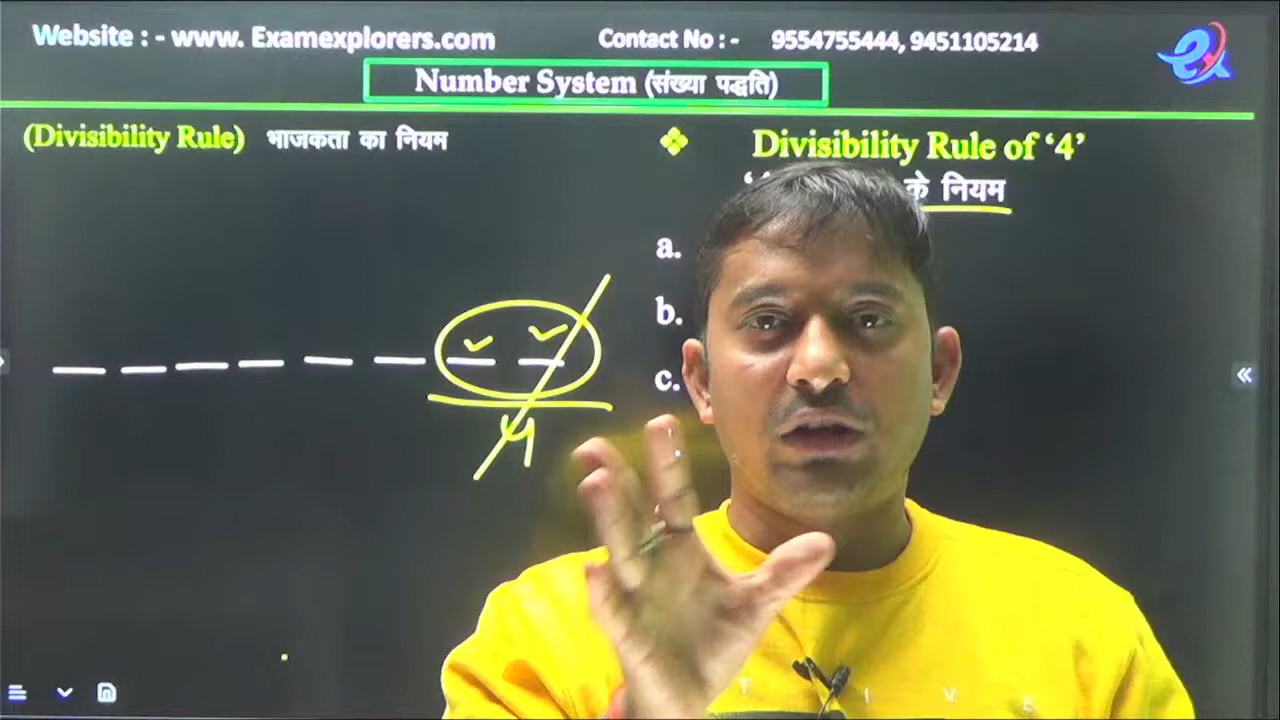 Website : - www. Examexplorers.com
Contact No : - 9554755444, 9451105214
Number System (संख्या पद्धति)
(Divisibility Rule) भाजकता का नियम
❖ Divisibility Rule of ‘4’
के नियम
a.
b.
c.
4
T I V E